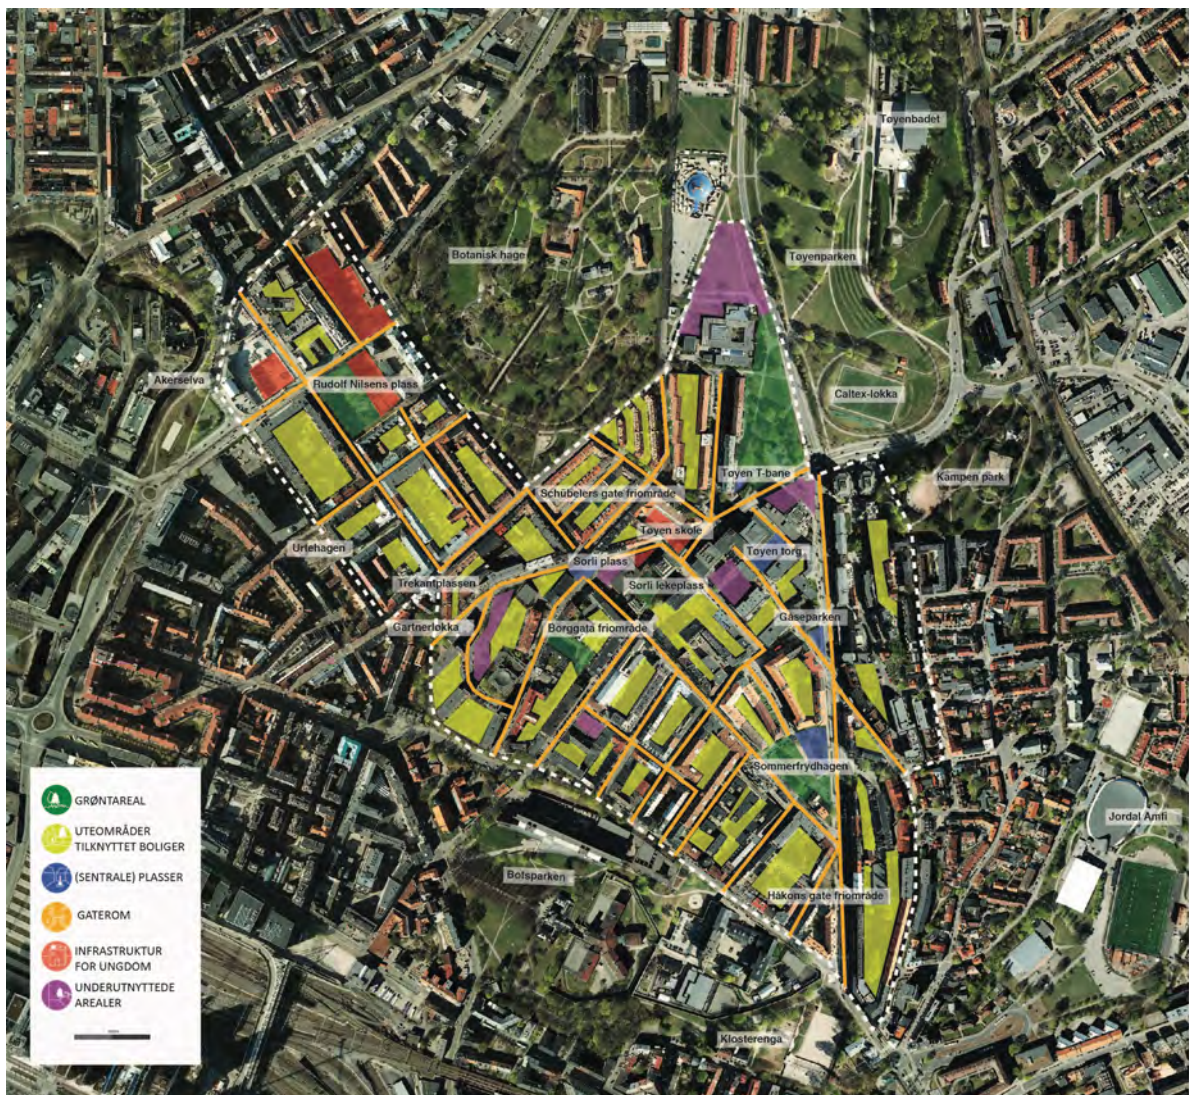 Tøyenbadet
Botanisk hage
Tøyenparken
Akerselva
Rudolf Nilsens plass
Caltex-løkka
Tøyen T-bane
Kampen park
Schübelers gate friområde
Tøyen skole
Urtehagen
Tøyen torg
Sørli plass
Trekantplassen
Sørli lekeplass
Gartnerløkka
Borggata friområde
Gåseparken
Sommerfrydhagen
Jordal Amfi
Botsparken
Håkons gate friområde
Klosterenga
GRØNTAREAL
UTEOMRÅDER
TILKNYTTET BOLIGER
(SENTRALE) PLASSER
GATEROM
INFRASTRUKTUR
FOR UNGDOM
UNDERUTNYTTEDE
AREALER